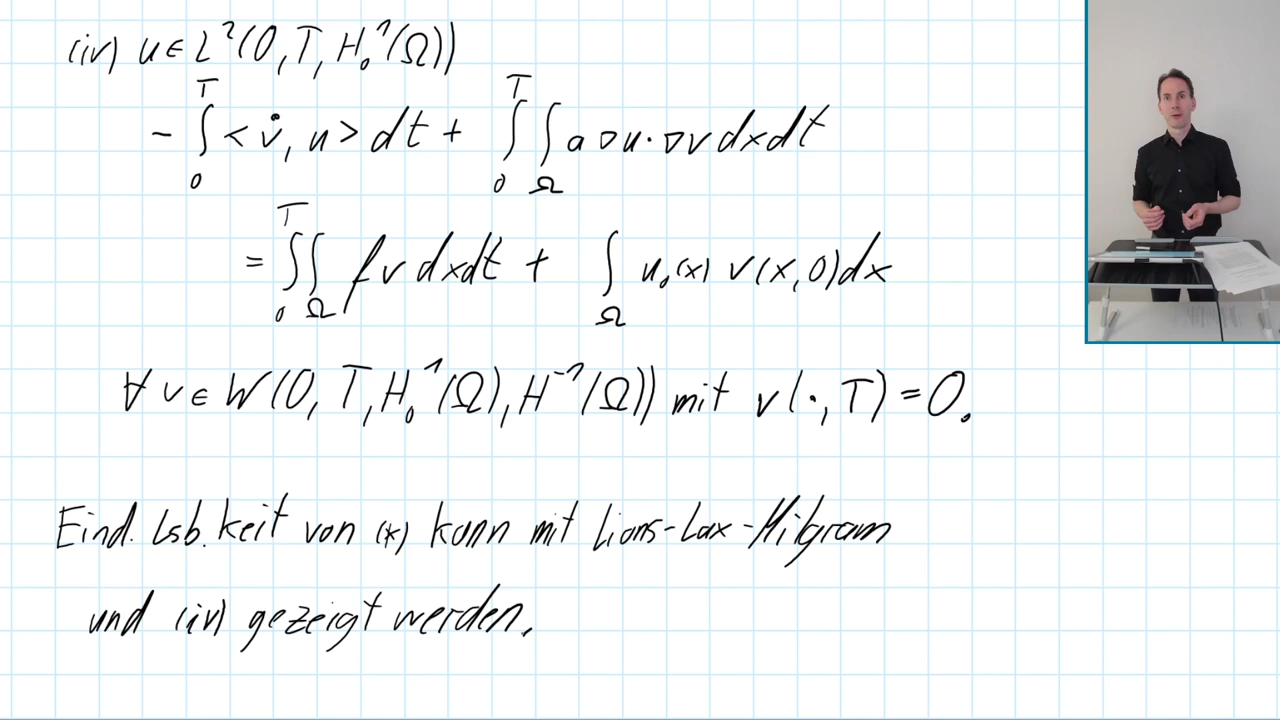 (iv) u ∈ L²(0,T,H₀¹(Ω))
- ∫₀ᵀ <v̇, u> dt + ∫₀ᵀ ∫_Ω a ∇u · ∇v dx dt
= ∫₀ᵀ ∫_Ω f v dx dt + ∫_Ω u₀(x) v(x,0) dx
∀ v ∈ W(0,T,H₀¹(Ω),H⁻¹(Ω)) mit v(·,T) = 0.
Eind. Lsb.keit von (*) kann mit Lions-Lax-Milgram
und (iv) gezeigt werden.